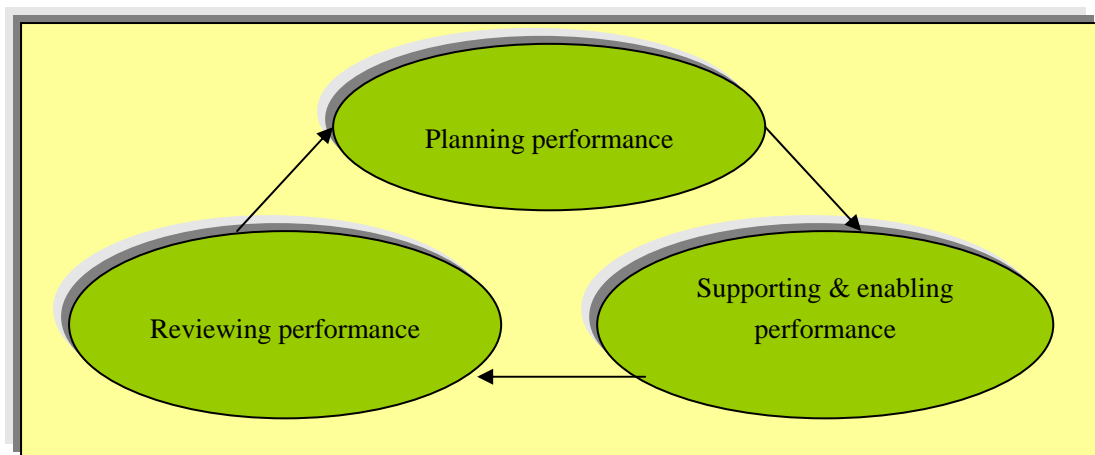 Planning performance
Supporting & enabling
performance
Reviewing performance